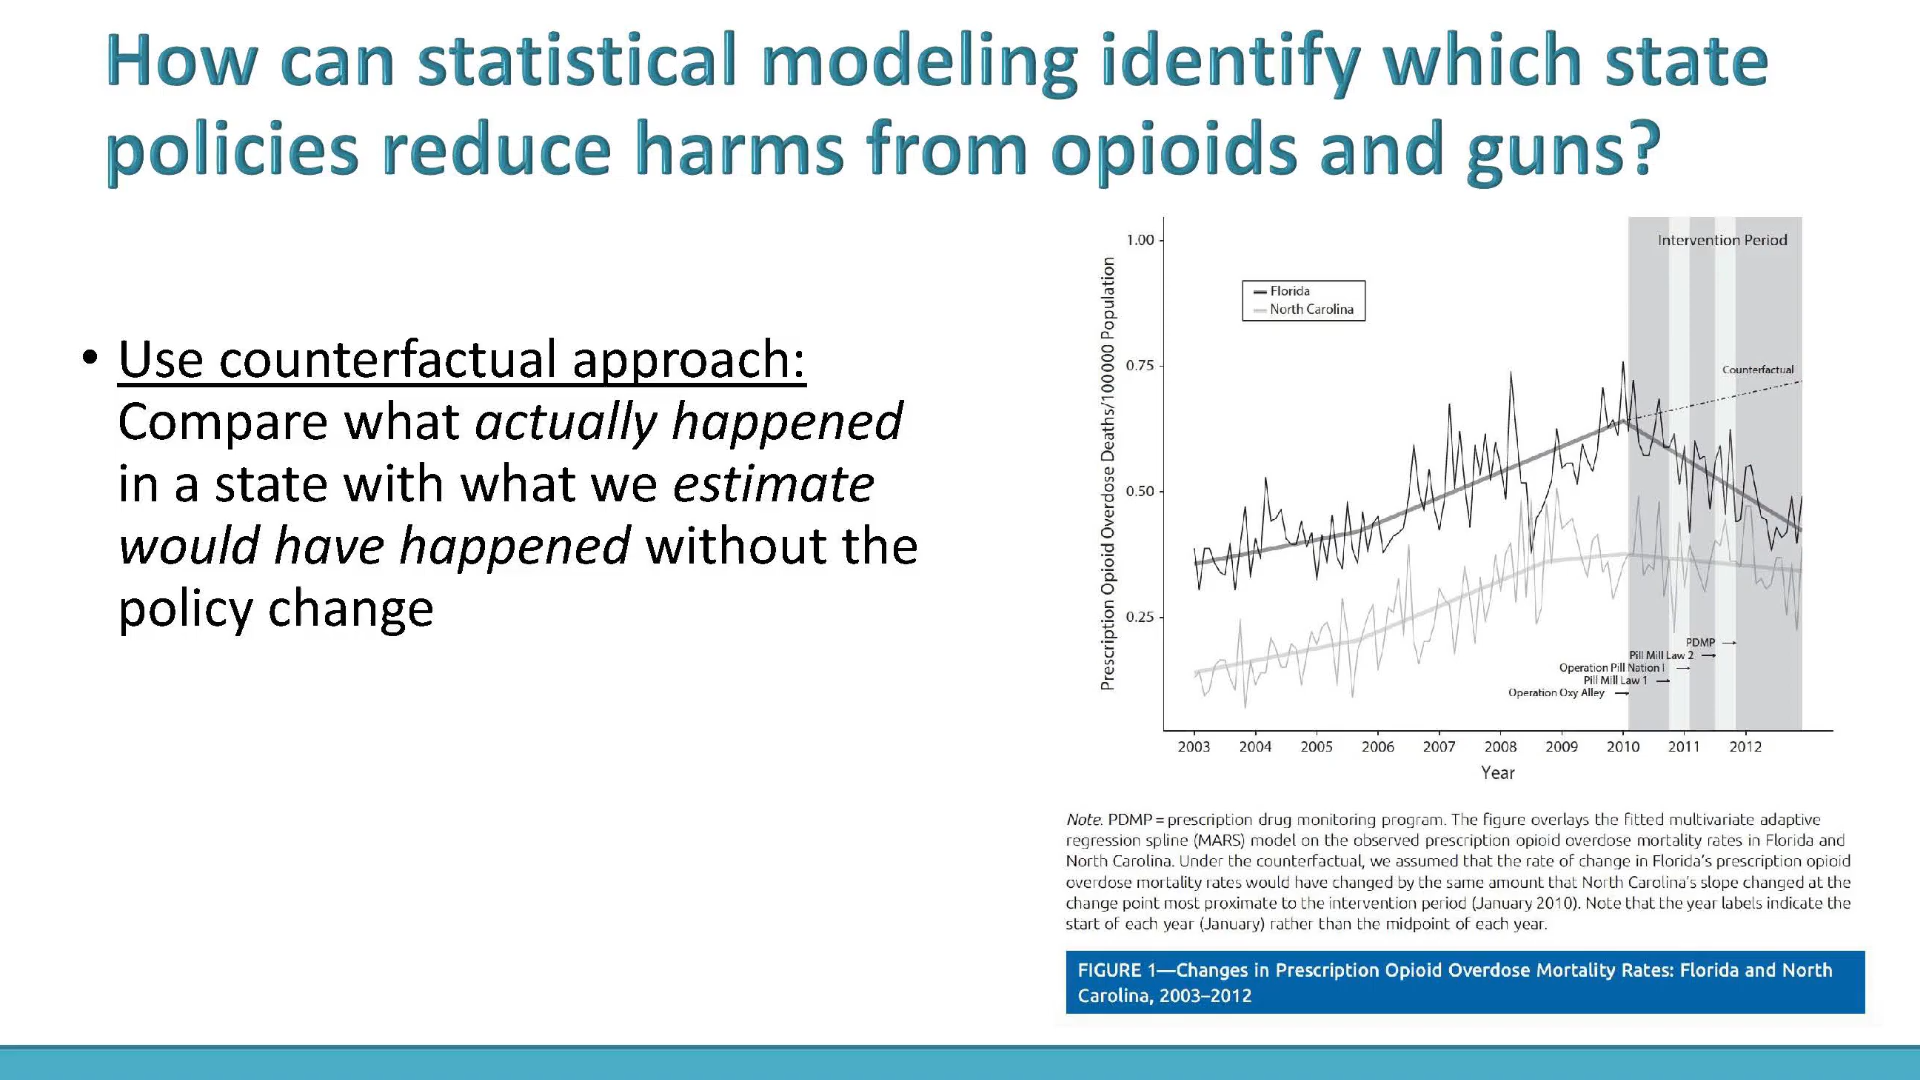 How can statistical modeling identify which state
policies reduce harms from opioids and guns?
• Use counterfactual approach:
Compare what actually happened
in a state with what we estimate
would have happened without the
policy change
Prescription Opioid Overdose Deaths/100000 Population
1.00
0.75
0.50
0.25
Florida
North Carolina
Intervention Period
Counterfactual
PDMP
Pill Mill Law 2
Operation Pill Nation I
Pill Mill Law 1
Operation Oxy Alley
2003 2004 2005 2006 2007 2008 2009 2010 2011 2012
Year
Note. PDMP = prescription drug monitoring program. The figure overlays the fitted multivariate adaptive
regression spline (MARS) model on the observed prescription opioid overdose mortality rates in Florida and
North Carolina. Under the counterfactual, we assumed that the rate of change in Florida's prescription opioid
overdose mortality rates would have changed by the same amount that North Carolina's slope changed at the
change point most proximate to the intervention period (January 2010). Note that the year labels indicate the
start of each year (January) rather than the midpoint of each year.
FIGURE 1—Changes in Prescription Opioid Overdose Mortality Rates: Florida and North
Carolina, 2003–2012